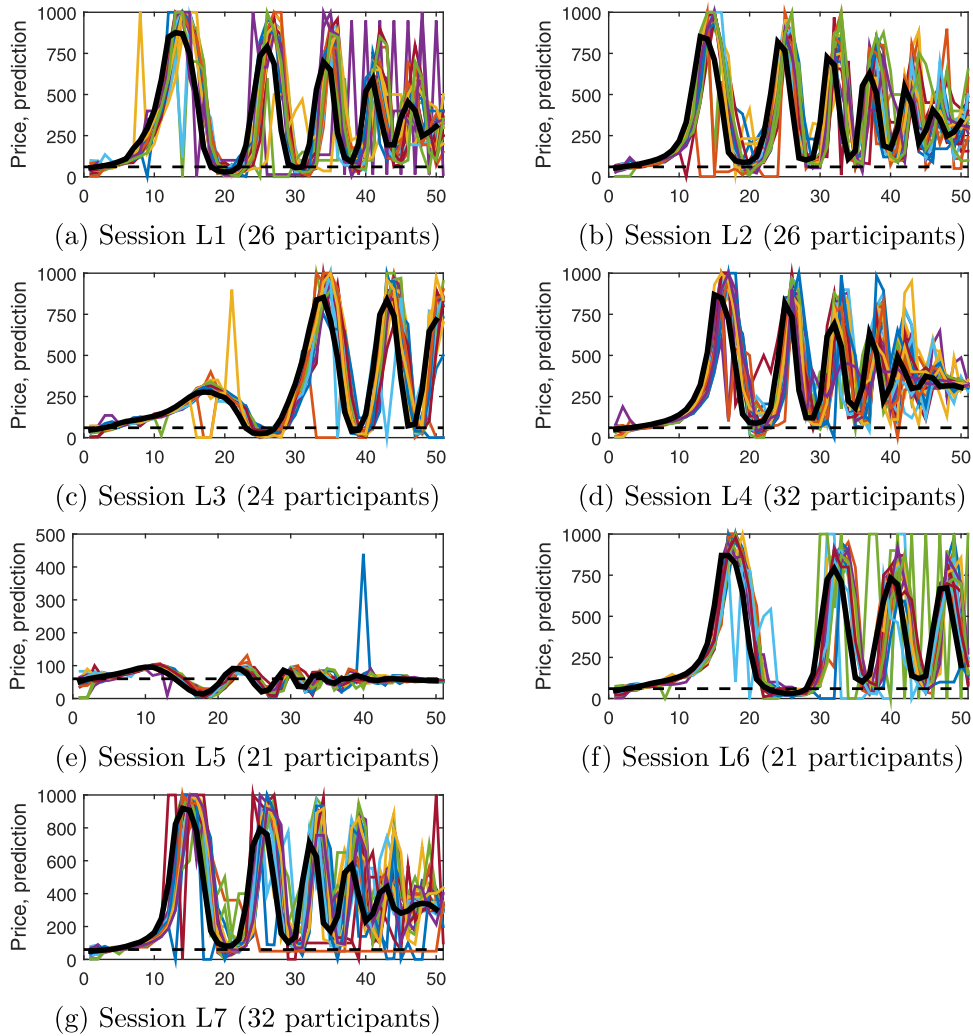 Price, prediction
1000
750
500
250
0
0 10 20 30 40 50
(a) Session L1 (26 participants)
Price, prediction
1000
750
500
250
0
0 10 20 30 40 50
(b) Session L2 (26 participants)
Price, prediction
1000
750
500
250
0
0 10 20 30 40 50
(c) Session L3 (24 participants)
Price, prediction
1000
750
500
250
0
0 10 20 30 40 50
(d) Session L4 (32 participants)
Price, prediction
500
400
300
200
100
0
0 10 20 30 40 50
(e) Session L5 (21 participants)
Price, prediction
1000
750
500
250
0
0 10 20 30 40 50
(f) Session L6 (21 participants)
Price, prediction
1000
800
600
400
200
0
0 10 20 30 40 50
(g) Session L7 (32 participants)